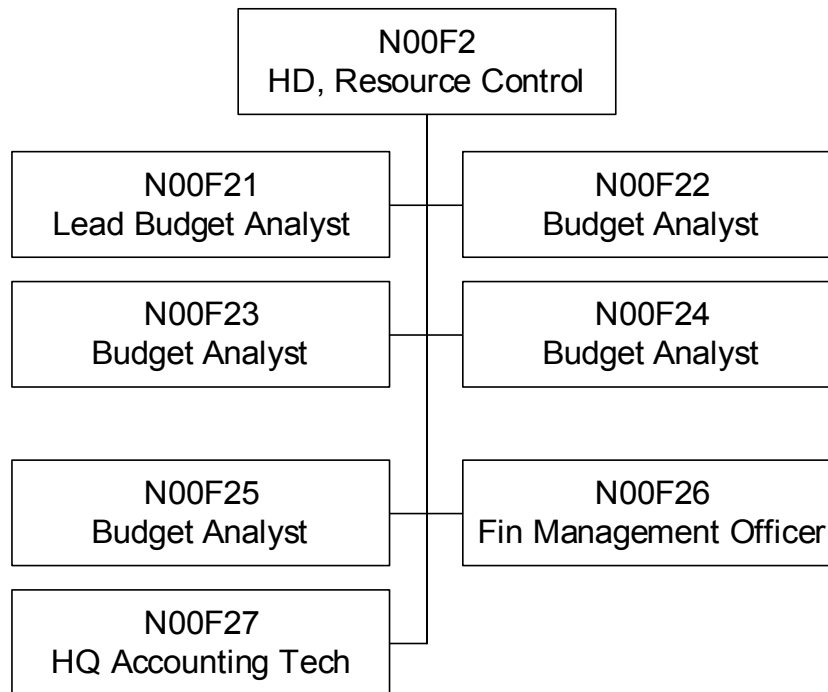 N00F2
HD, Resource Control
N00F21
Lead Budget Analyst
N00F22
Budget Analyst
N00F23
Budget Analyst
N00F24
Budget Analyst
N00F25
Budget Analyst
N00F26
Fin Management Officer
N00F27
HQ Accounting Tech